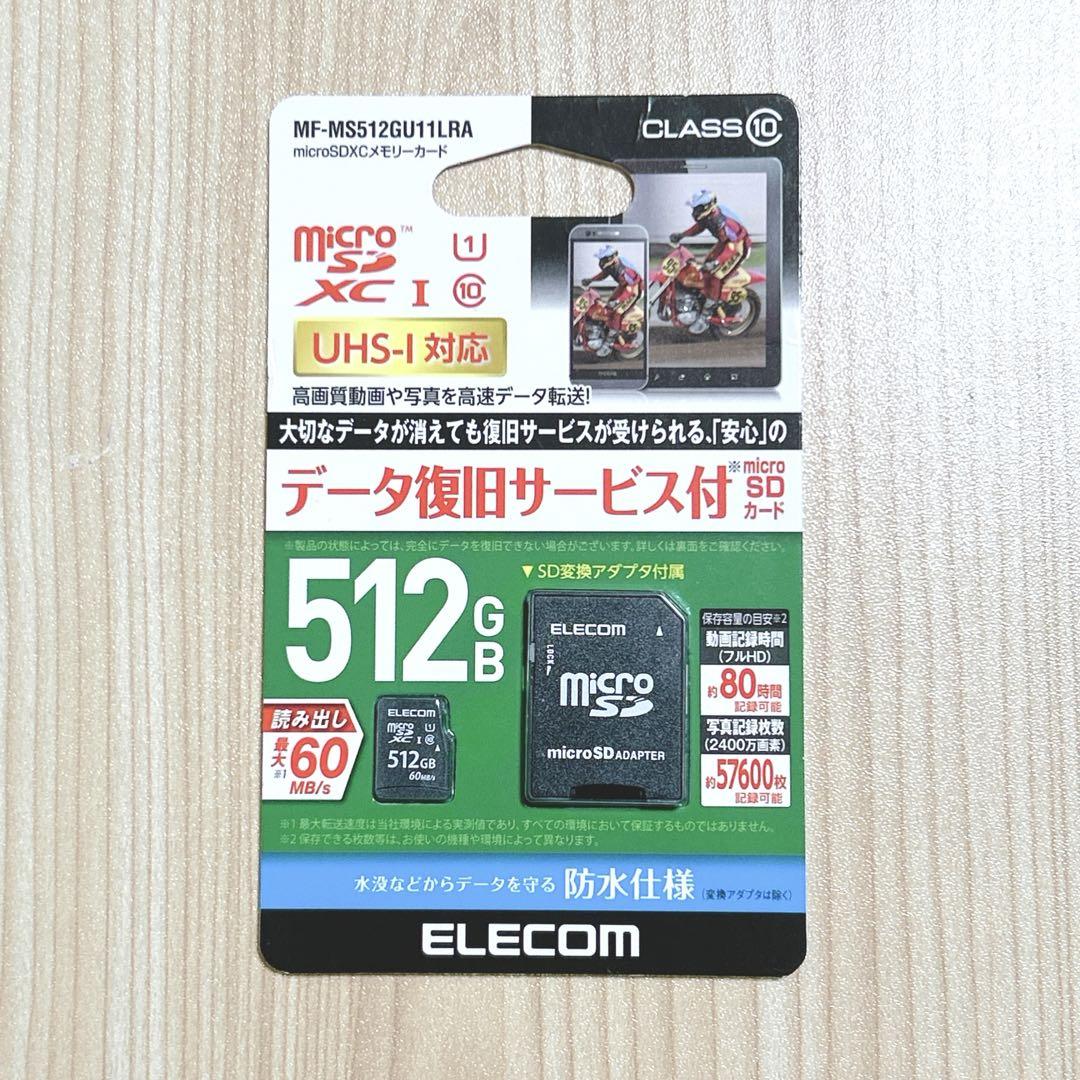 MF-MS512GU11LRA
microSDXCメモリーカード
CLASS 10
micro™
SD
XC I
1
10
UHS-I 対応
高画質動画や写真を高速データ転送!
大切なデータが消えても復旧サービスが受けられる、「安心」の
データ復旧サービス付※
micro
SD
カード
※製品の状態によっては、完全にデータを復旧できない場合がございます。詳しくは裏面をご確認ください。
512GB
▼SD変換アダプタ付属
ELECOM
LOCK
micro
SD
microSD ADAPTER
保存容量の目安※2
動画記録時間
(フルHD)
約80時間
記録可能
写真記録枚数
(2400万画素)
約57600枚
記録可能
読み出し
最大※1 60
MB/s
ELECOM
micro
SD
XC I
1
10
512GB
60MB/s
※1 最大転送速度は当社環境による実測値であり、すべての環境において保証するものではありません。
※2 保存できる枚数等は、お使いの機種や環境によって異なります。
水没などからデータを守る 防水仕様 (変換アダプタは除く)
ELECOM